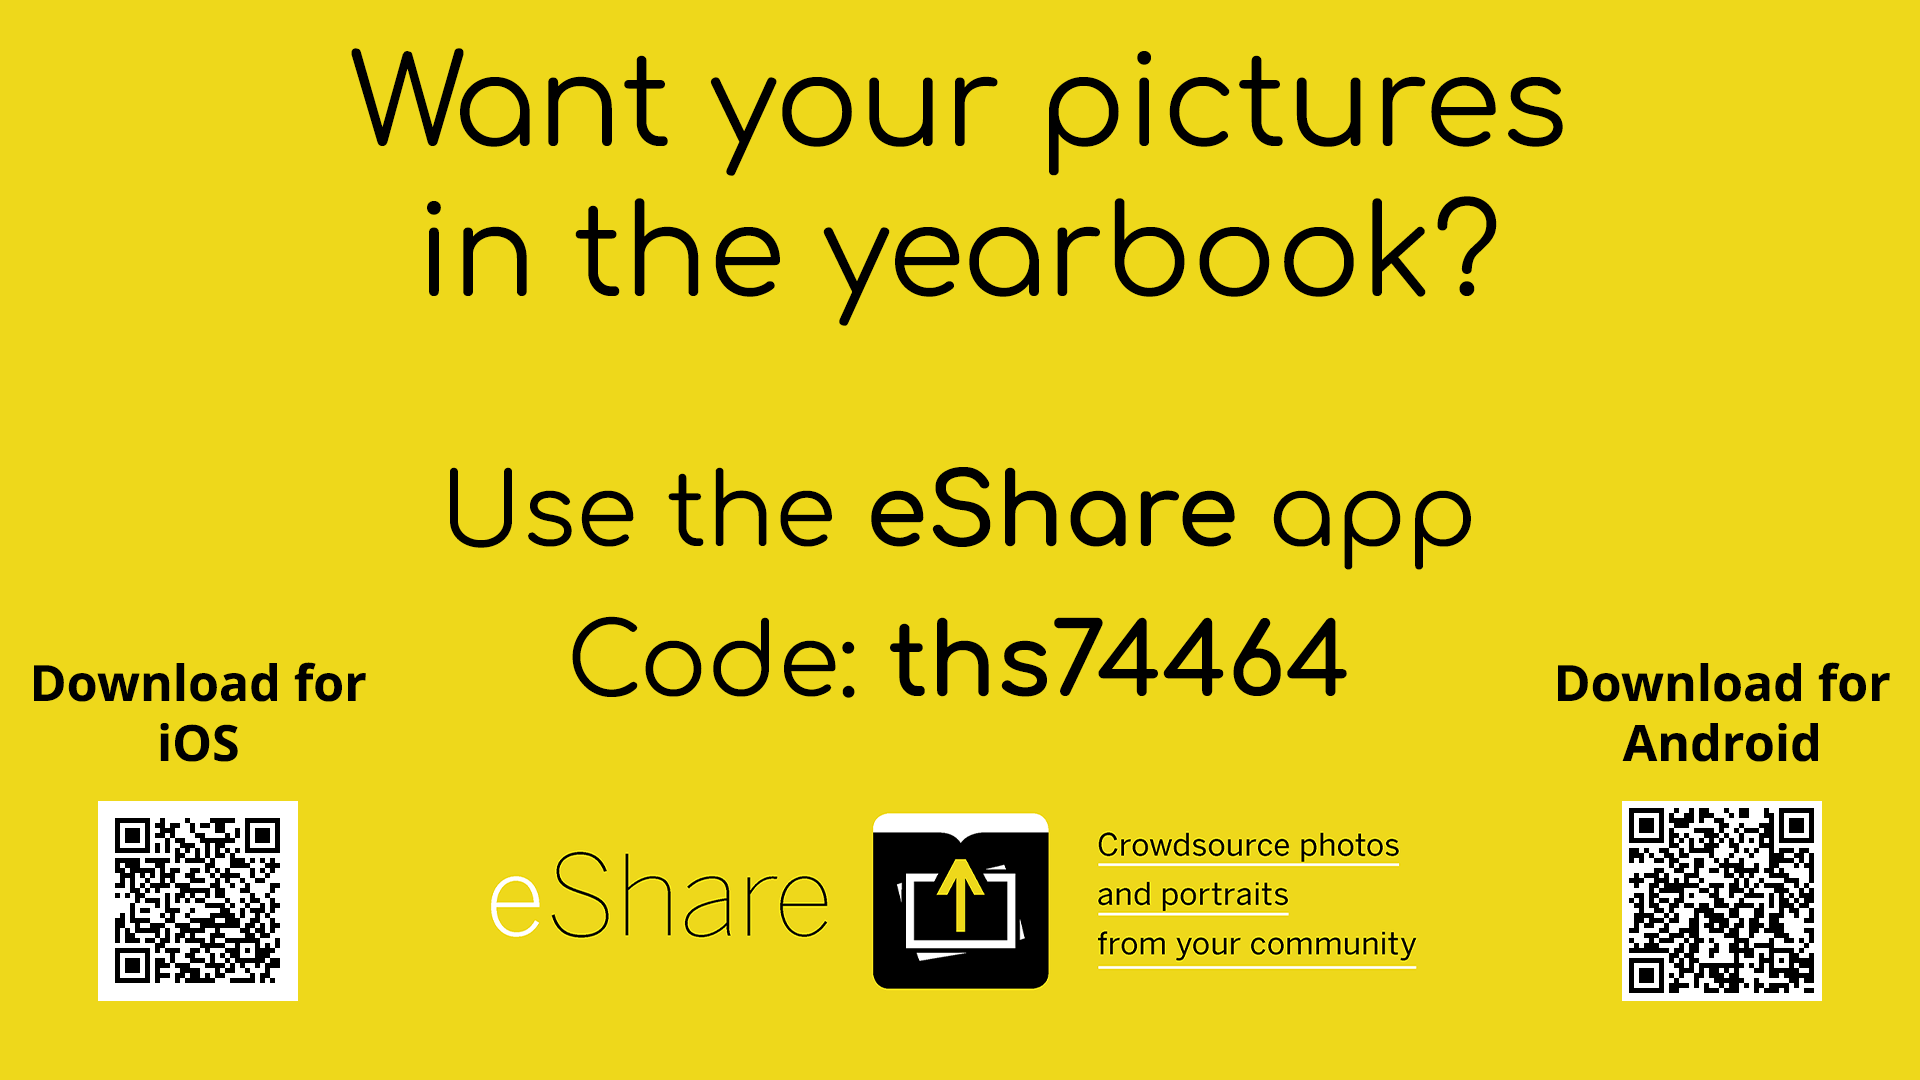 Want your pictures
in the yearbook?
Use the eShare app
Code: ths74464
Download for
iOS
Download for
Android
eShare
Crowdsource photos
and portraits
from your community